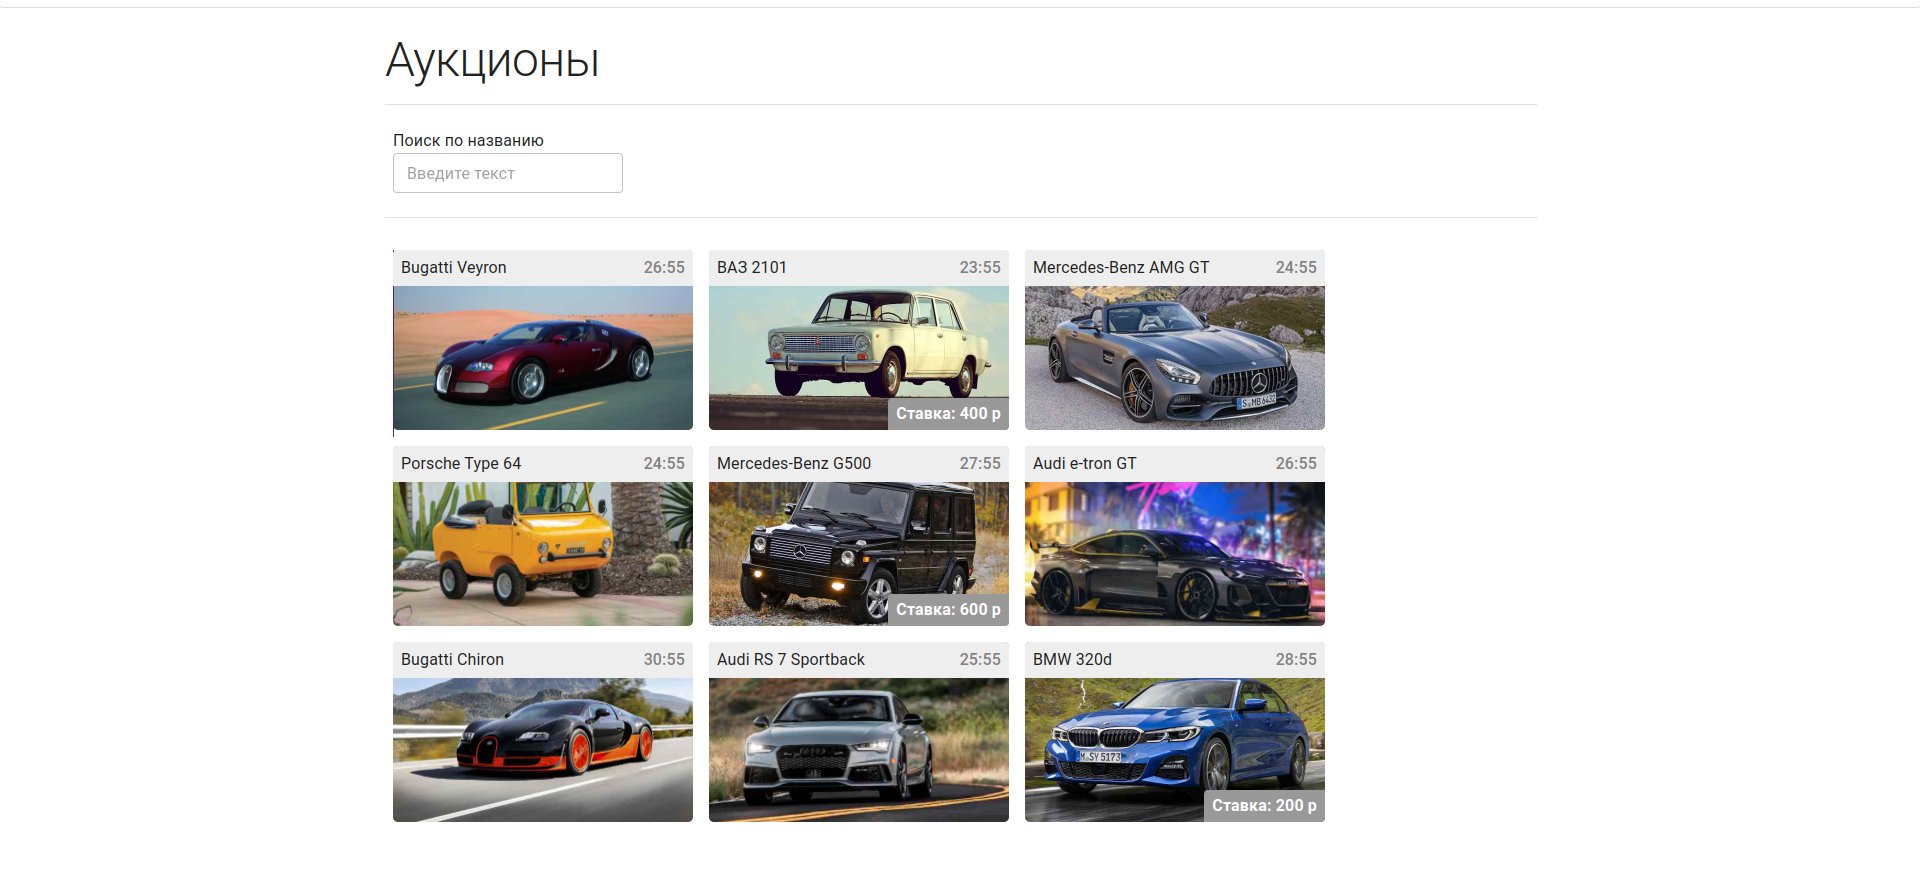 Аукционы
Поиск по названию
Введите текст
Bugatti Veyron 26:55
ВАЗ 2101 23:55
Mercedes-Benz AMG GT 24:55
Ставка: 400 р
S MB 6430
Porsche Type 64 24:55
Mercedes-Benz G500 27:55
Audi e-tron GT 26:55
Ставка: 600 р
Bugatti Chiron 30:55
Audi RS 7 Sportback 25:55
BMW 320d 28:55
M SY 5173
Ставка: 200 р